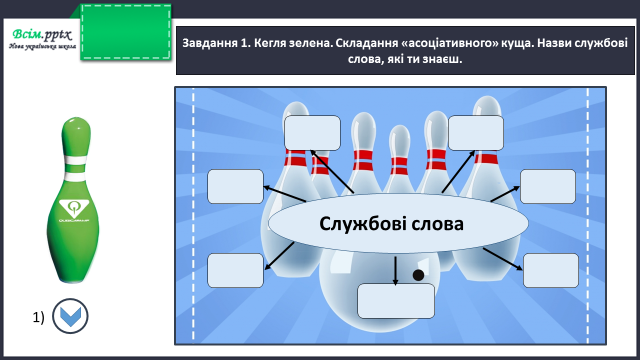 Всім.pptx
Нова українська школа
Завдання 1. Кегля зелена. Складання «асоціативного» куща. Назви службові
слова, які ти знаєш.
Службові слова
1)